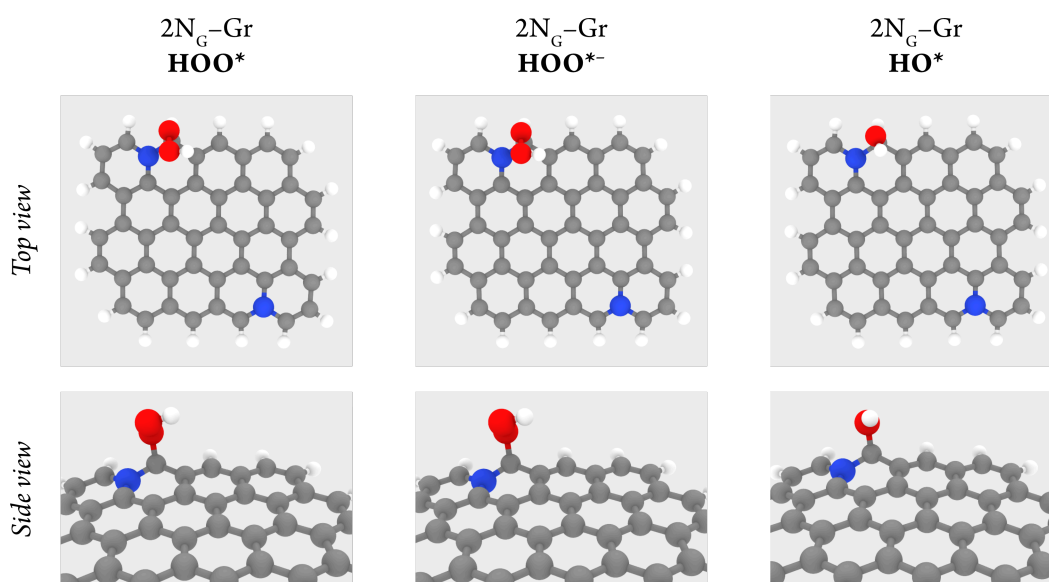 2N_G–Gr
HOO*
2N_G–Gr
HOO*–
2N_G–Gr
HO*
Top view
Side view